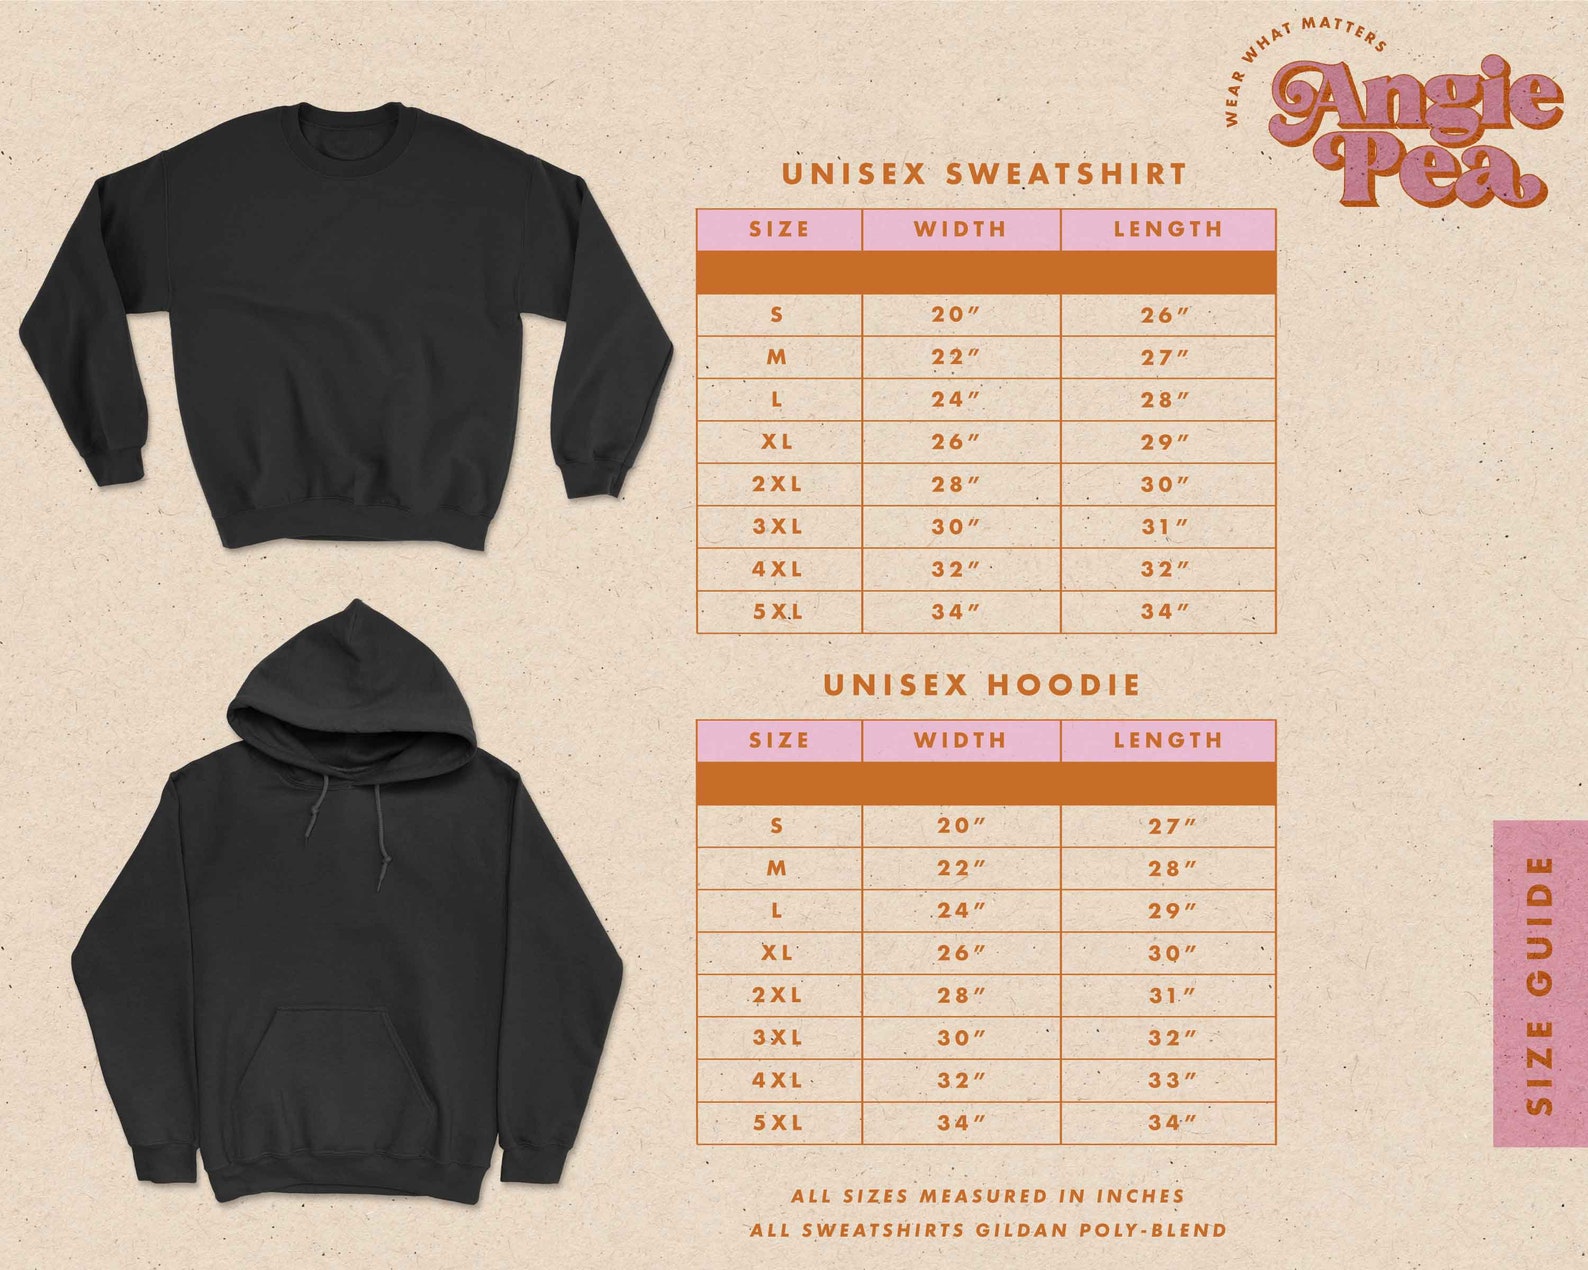 WEAR WHAT MATTERS
Angie
Pea
UNISEX SWEATSHIRT
SIZE WIDTH LENGTH
S 20" 26"
M 22" 27"
L 24" 28"
XL 26" 29"
2XL 28" 30"
3XL 30" 31"
4XL 32" 32"
5XL 34" 34"
UNISEX HOODIE
SIZE WIDTH LENGTH
S 20" 27"
M 22" 28"
L 24" 29"
XL 26" 30"
2XL 28" 31"
3XL 30" 32"
4XL 32" 33"
5XL 34" 34"
ALL SIZES MEASURED IN INCHES
ALL SWEATSHIRTS GILDAN POLY-BLEND
SIZE GUIDE